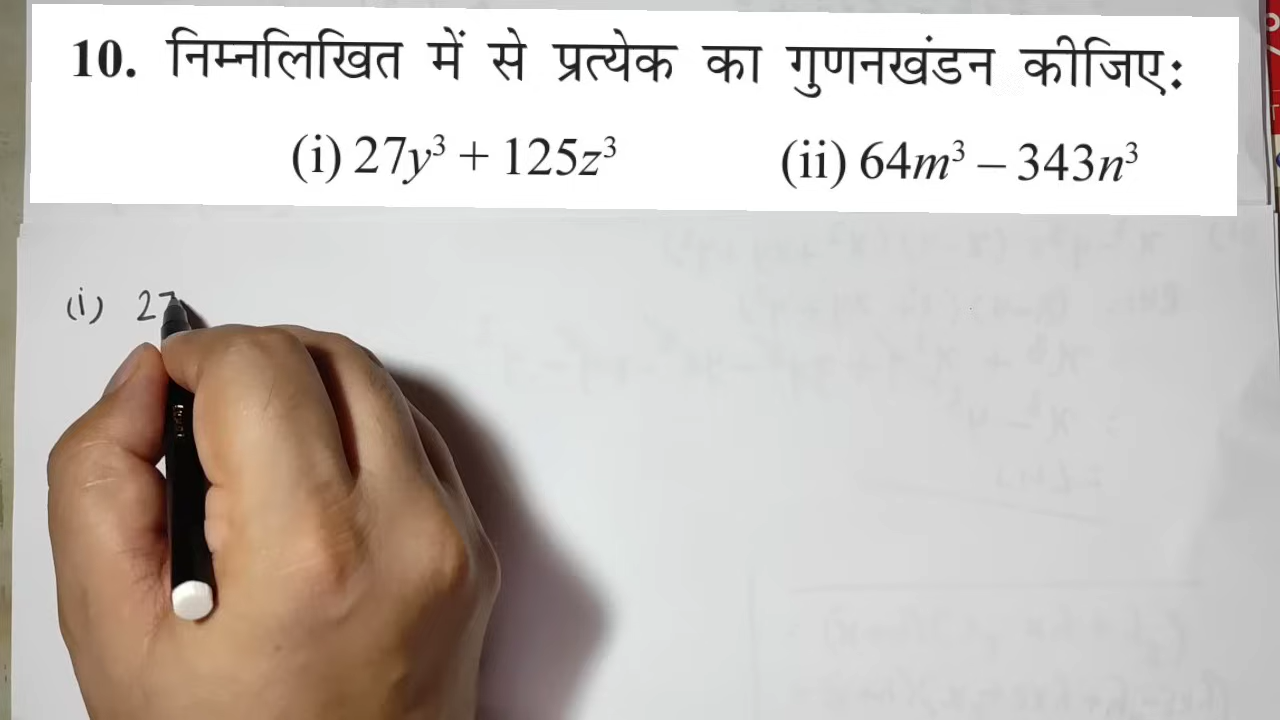 10. निम्नलिखित में से प्रत्येक का गुणनखंडन कीजिए:
(i) 27y³ + 125z³ (ii) 64m³ – 343n³
(i) 27